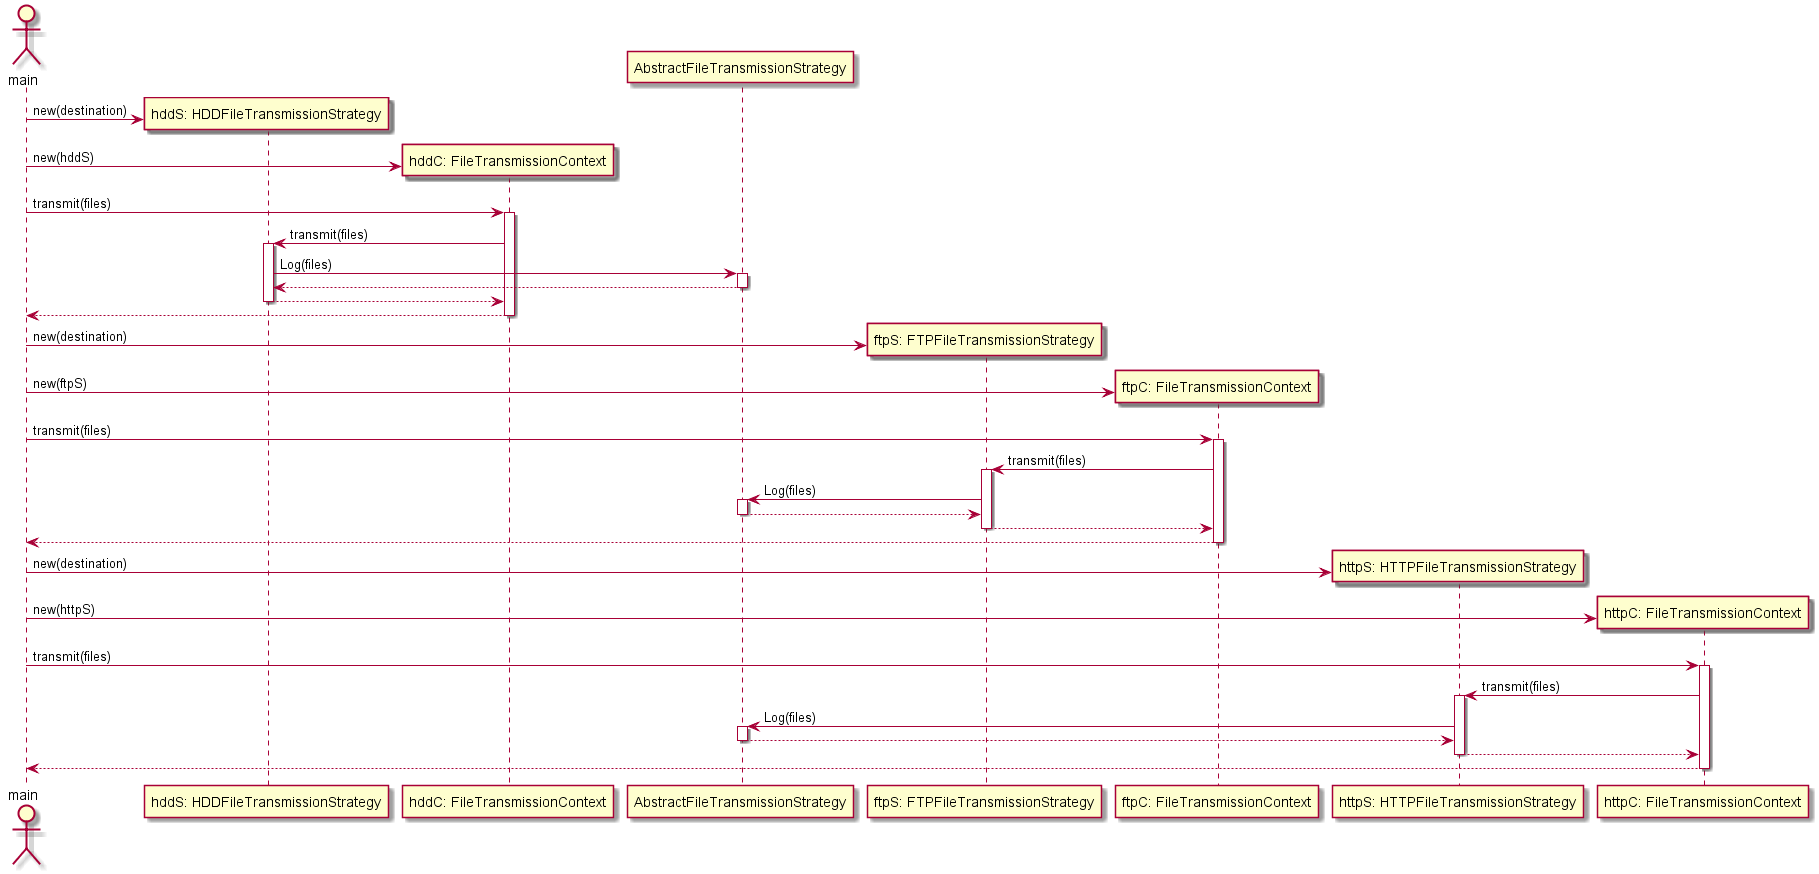 main
AbstractFileTransmissionStrategy
new(destination)
hddS: HDDFileTransmissionStrategy
new(hddS)
hddC: FileTransmissionContext
transmit(files)
transmit(files)
Log(files)
new(destination)
ftpS: FTPFileTransmissionStrategy
new(ftpS)
ftpC: FileTransmissionContext
transmit(files)
transmit(files)
Log(files)
new(destination)
httpS: HTTPFileTransmissionStrategy
new(httpS)
httpC: FileTransmissionContext
transmit(files)
transmit(files)
Log(files)
main
hddS: HDDFileTransmissionStrategy
hddC: FileTransmissionContext
AbstractFileTransmissionStrategy
ftpS: FTPFileTransmissionStrategy
ftpC: FileTransmissionContext
httpS: HTTPFileTransmissionStrategy
httpC: FileTransmissionContext